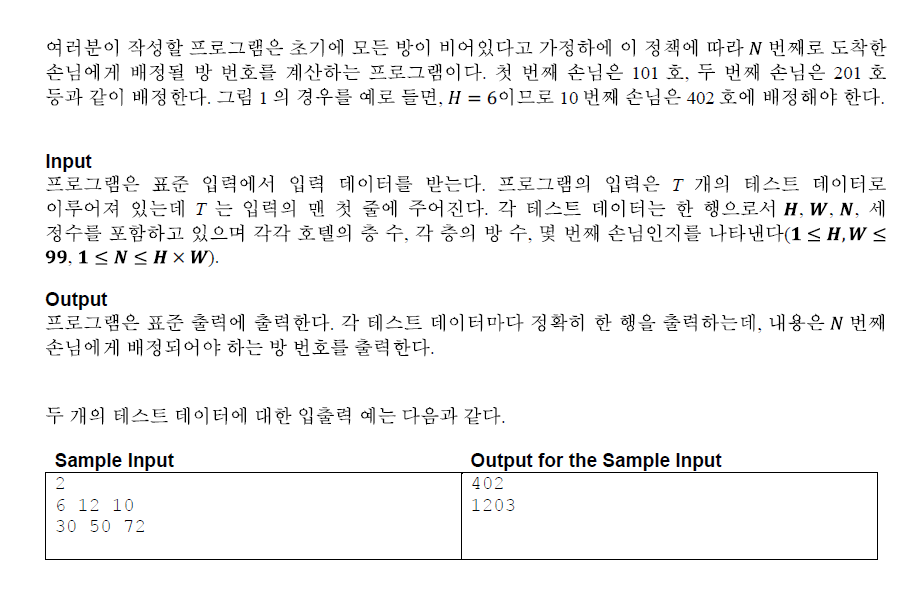 여러분이 작성할 프로그램은 초기에 모든 방이 비어있다고 가정하에 이 정책에 따라 N 번째로 도착한
손님에게 배정될 방 번호를 계산하는 프로그램이다. 첫 번째 손님은 101 호, 두 번째 손님은 201 호
등과 같이 배정한다. 그림 1 의 경우를 예로 들면, H = 6이므로 10 번째 손님은 402 호에 배정해야 한다.
Input
프로그램은 표준 입력에서 입력 데이터를 받는다. 프로그램의 입력은 T 개의 테스트 데이터로
이루어져 있는데 T 는 입력의 맨 첫 줄에 주어진다. 각 테스트 데이터는 한 행으로서 H, W, N, 세
정수를 포함하고 있으며 각각 호텔의 층 수, 각 층의 방 수, 몇 번째 손님인지를 나타낸다(1 ≤ H, W ≤
99, 1 ≤ N ≤ H × W).
Output
프로그램은 표준 출력에 출력한다. 각 테스트 데이터마다 정확히 한 행을 출력하는데, 내용은 N 번째
손님에게 배정되어야 하는 방 번호를 출력한다.
두 개의 테스트 데이터에 대한 입출력 예는 다음과 같다.
Sample Input
2
6 12 10
30 50 72
Output for the Sample Input
402
1203